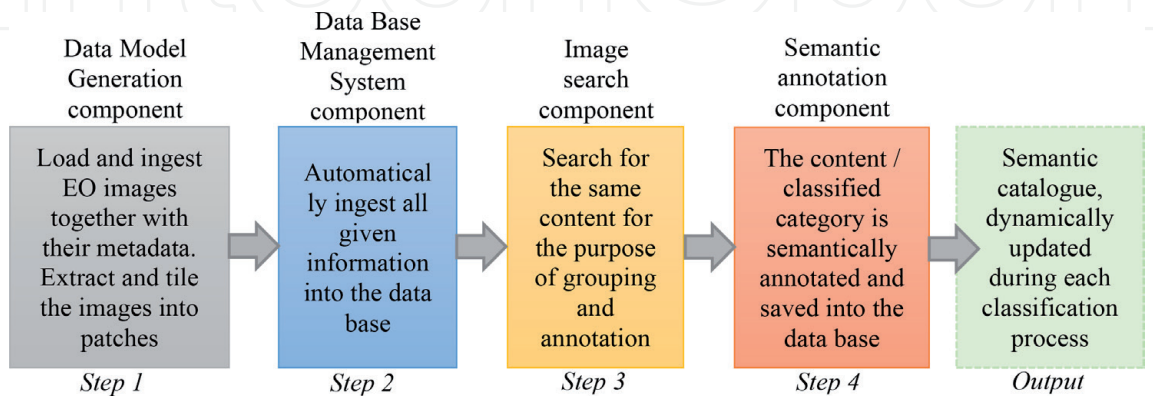 Data Model
Generation
component
Data Base
Management
System
component
Image
search
component
Semantic
annotation
component
Load and ingest
EO images
together with
their metadata.
Extract and tile
the images into
patches
Automatical
ly ingest all
given
information
into the data
base
Search for
the same
content for
the purpose
of grouping
and
annotation
The content /
classified
category is
semantically
annotated and
saved into the
data base
Semantic
catalogue,
dynamically
updated
during each
classification
process
Step 1
Step 2
Step 3
Step 4
Output